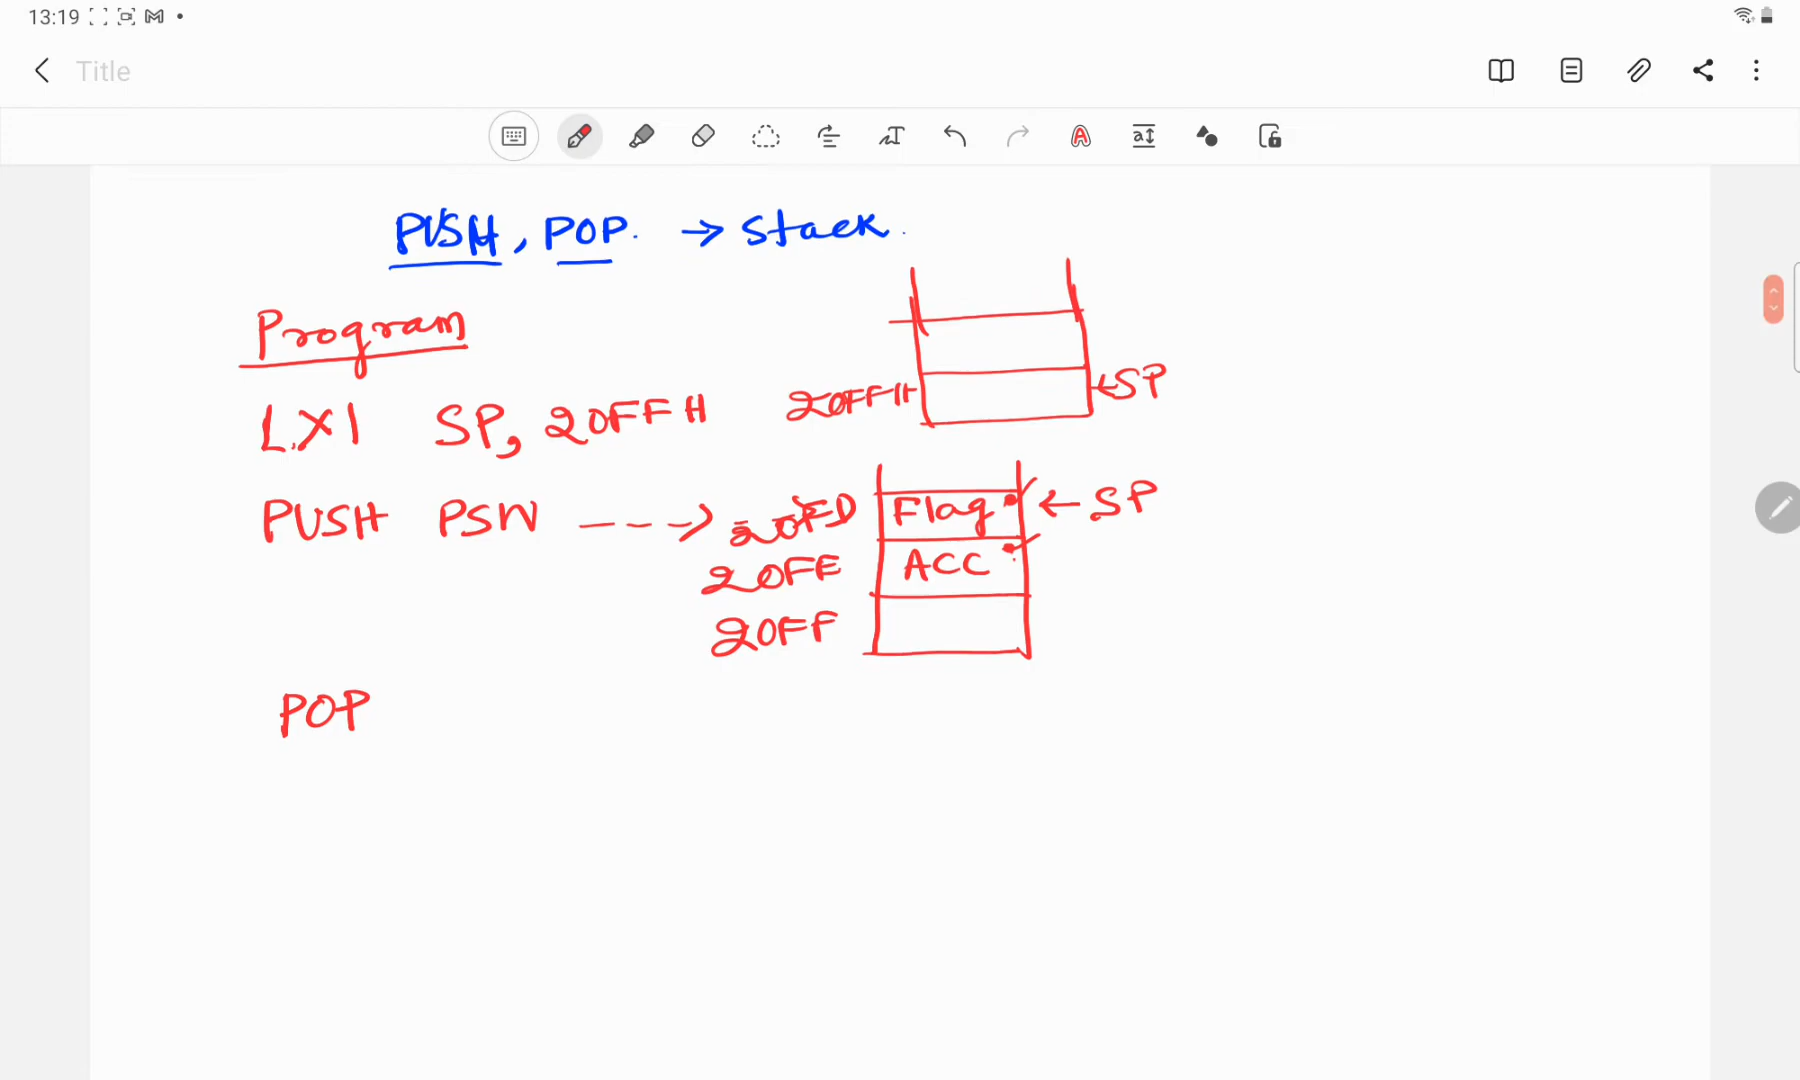 13:19
Title
PUSH, POP. → Stack.
Program
LXI SP, 20FFH
20FFH ← SP
PUSH PSW - - - → 20FD Flag ← SP
20FE ACC
20FF
POP